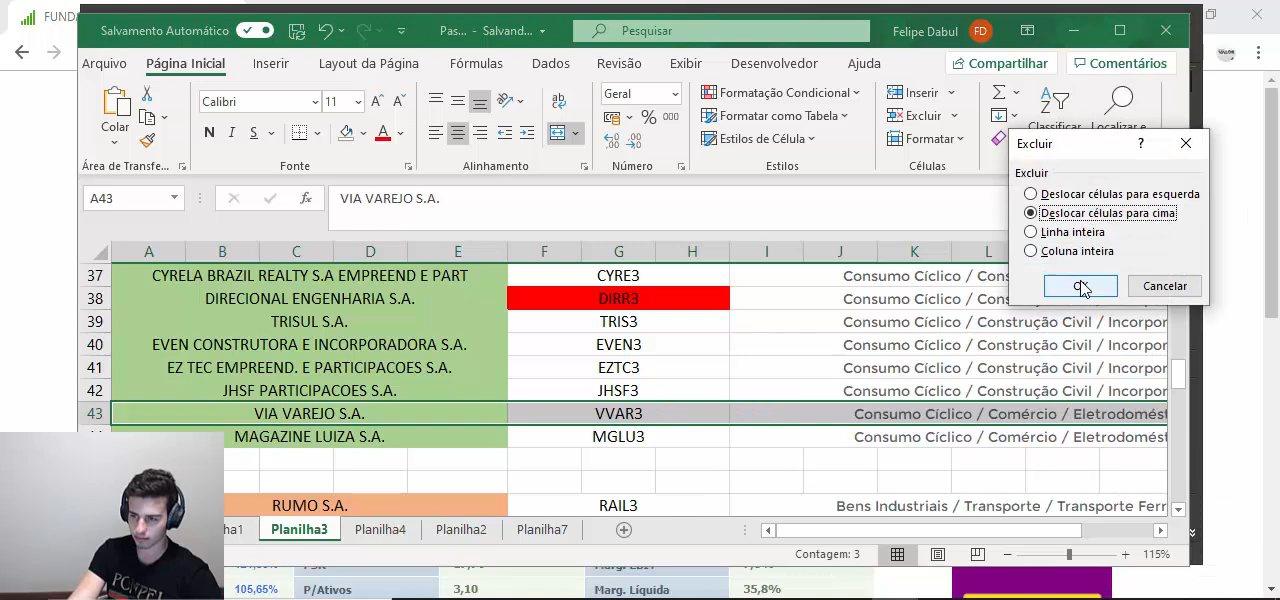 FUND
Salvamento Automático
Pas... - Salvand...
Pesquisar
Felipe Dabul
FD
Arquivo
Página Inicial
Inserir
Layout da Página
Fórmulas
Dados
Revisão
Exibir
Desenvolvedor
Ajuda
Compartilhar
Comentários
Colar
Calibri
11
N I S
Geral
% 000
Formatação Condicional
Formatar como Tabela
Estilos de Célula
Inserir
Excluir
Formatar
Classificar
Localizar e
Área de Transfe...
Fonte
Alinhamento
Número
Estilos
Células
Excluir
Excluir
Deslocar células para esquerda
Deslocar células para cima
Linha inteira
Coluna inteira
Cancelar
A43
fx
VIA VAREJO S.A.
A B C D E F G H I J K L
37 CYRELA BRAZIL REALTY S.A EMPREEND E PART CYRE3 Consumo Cíclico / Cons
38 DIRECIONAL ENGENHARIA S.A. DIRR3 Consumo Cíclico / Cons
39 TRISUL S.A. TRIS3 Consumo Cíclico / Construção Civil / Incorpor
40 EVEN CONSTRUTORA E INCORPORADORA S.A. EVEN3 Consumo Cíclico / Construção Civil / Incorpor
41 EZ TEC EMPREEND. E PARTICIPACOES S.A. EZTC3 Consumo Cíclico / Construção Civil / Incorpor
42 JHSF PARTICIPACOES S.A. JHSF3 Consumo Cíclico / Construção Civil / Incorpor
43 VIA VAREJO S.A. VVAR3 Consumo Cíclico / Comércio / Eletrodomést
MAGAZINE LUIZA S.A. MGLU3 Consumo Cíclico / Comércio / Eletrodomést
RUMO S.A. RAIL3 Bens Industriais / Transporte / Transporte Ferr
Planilha3
Planilha4
Planilha2
Planilha7
Contagem: 3
115%
105,65% P/Ativos 3,10 Marg. Líquida 35,8%